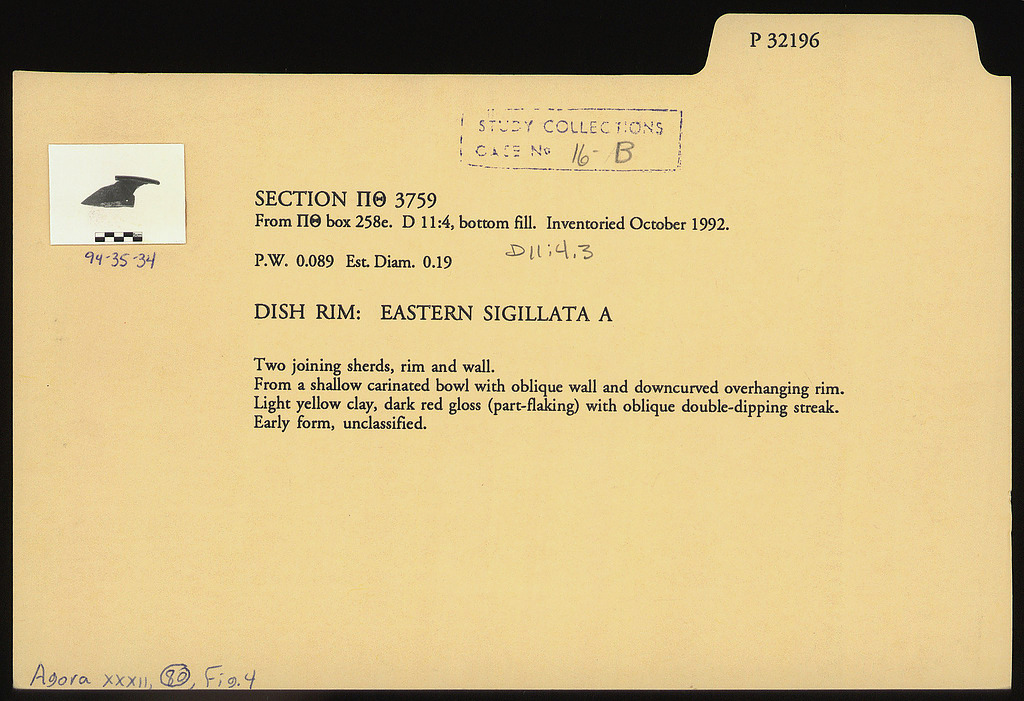 P 32196
STUDY COLLECTIONS
CASE No 16-B
SECTION ΠΘ 3759
From ΠΘ box 258e. D 11:4, bottom fill. Inventoried October 1992.
D11:4.3
P.W. 0.089 Est. Diam. 0.19
94-35-34
DISH RIM: EASTERN SIGILLATA A
Two joining sherds, rim and wall.
From a shallow carinated bowl with oblique wall and downcurved overhanging rim.
Light yellow clay, dark red gloss (part-flaking) with oblique double-dipping streak.
Early form, unclassified.
Agora XXXII, 80, Fig. 4